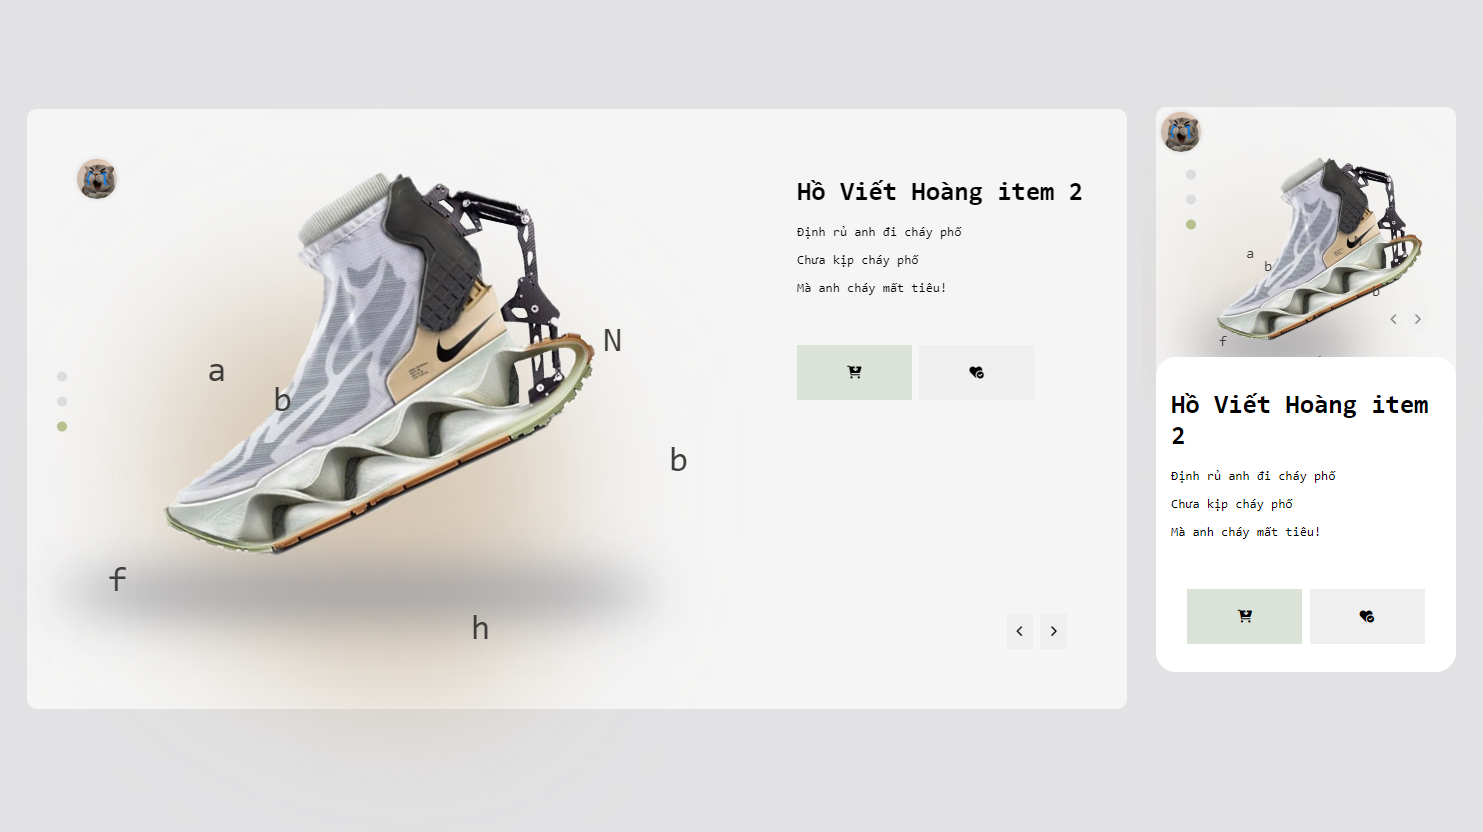 Hồ Viết Hoàng item 2
Định rủ anh đi cháy phố
Chưa kịp cháy phố
Mà anh cháy mất tiêu!
N
a
b
b
f
h
a
b
b
f
Hồ Viết Hoàng item
2
Định rủ anh đi cháy phố
Chưa kịp cháy phố
Mà anh cháy mất tiêu!